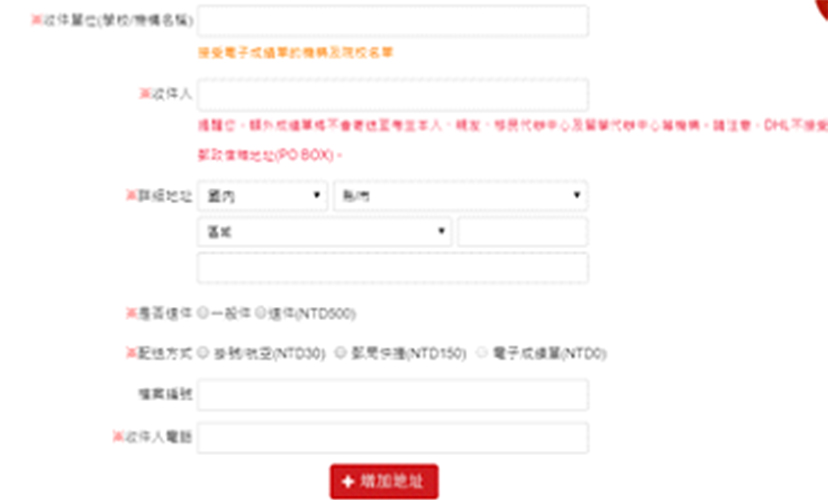 ※收件單位(學校/機構名稱)
接受電子成績單的機構及院校名單
※收件人
提醒您，額外成績單將不會寄送至考生本人、親友、移民代辦中心及留學代辦中心等機構。請注意，DHL不接受
郵政信箱地址(PO BOX)。
※詳細地址 國內 縣/市
區域
※是否速件 一般件 速件(NTD500)
※配送方式 掛號/航空(NTD30) 郵局快捷(NTD150) 電子成績單(NTD0)
檔案編號
※收件人電話
+ 增加地址